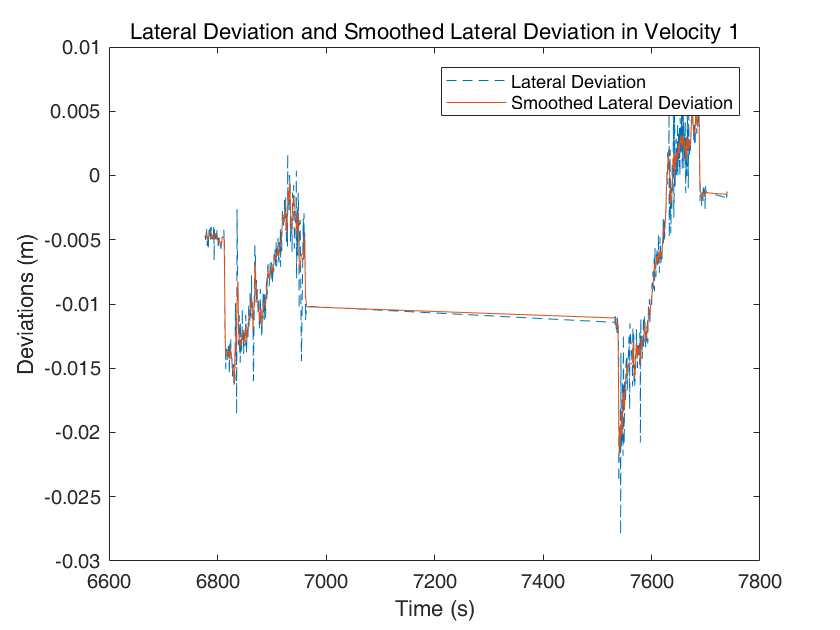 Lateral Deviation and Smoothed Lateral Deviation in Velocity 1
0.01
0.005
0
-0.005
-0.01
-0.015
-0.02
-0.025
-0.03
Deviations (m)
Lateral Deviation
Smoothed Lateral Deviation
6600 6800 7000 7200 7400 7600 7800
Time (s)